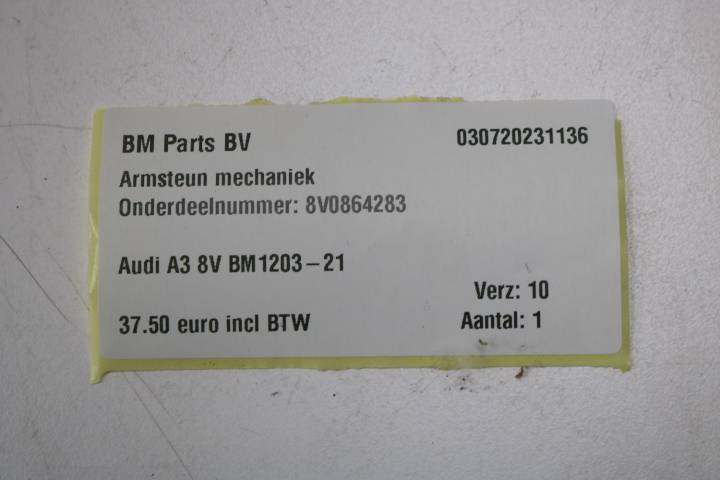 BM Parts BV 030720231136
Armsteun mechaniek
Onderdeelnummer: 8V0864283
Audi A3 8V BM1203-21
Verz: 10
37.50 euro incl BTW Aantal: 1